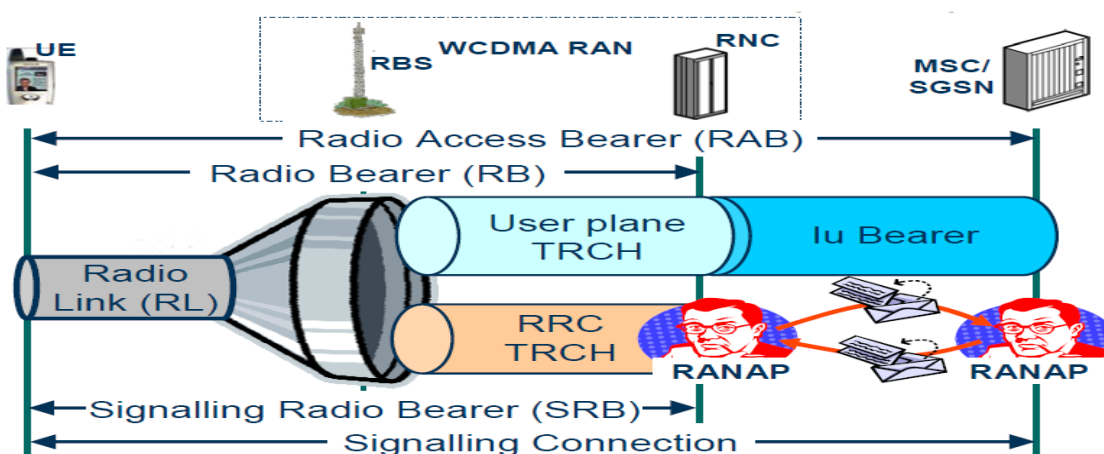 UE
RBS
WCDMA RAN
RNC
MSC/
SGSN
Radio Access Bearer (RAB)
Radio Bearer (RB)
User plane
TRCH
Iu Bearer
Radio
Link (RL)
RRC
TRCH
RANAP
RANAP
Signalling Radio Bearer (SRB)
Signalling Connection